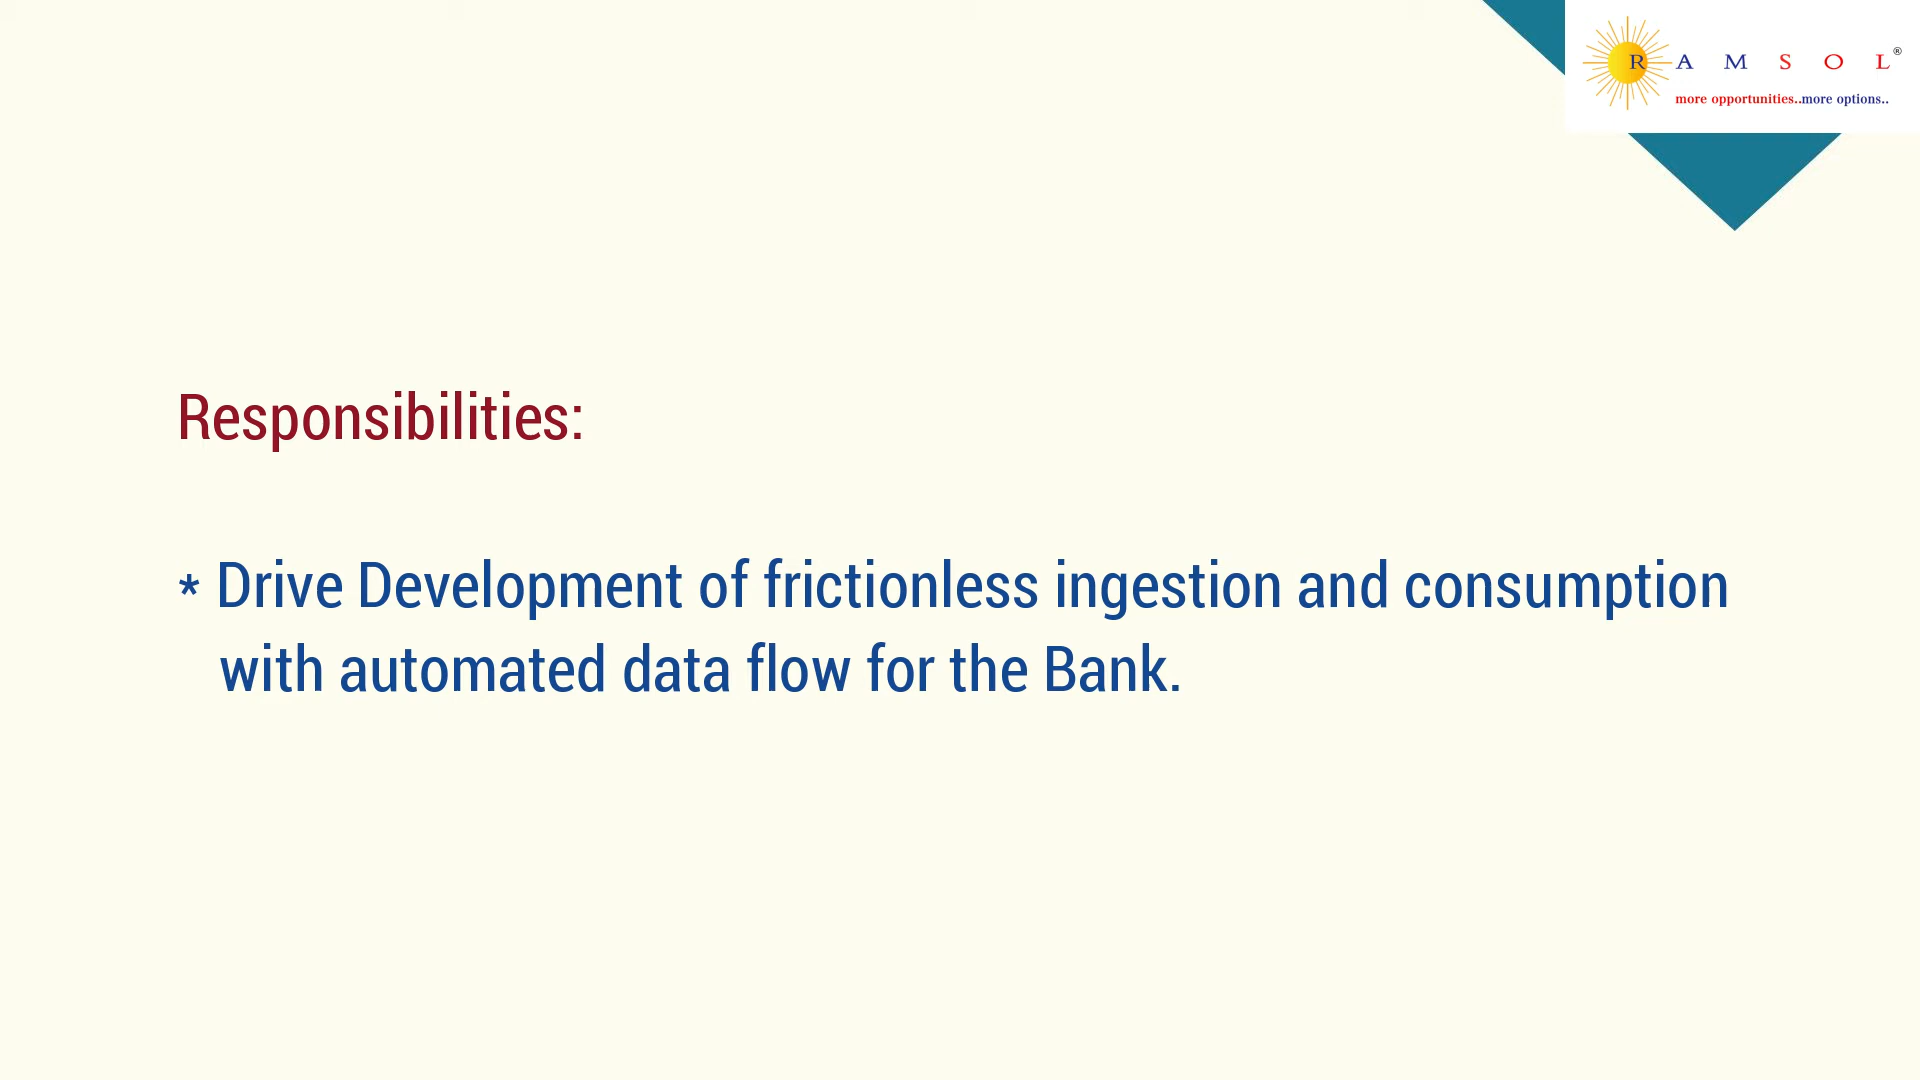 R A M S O L ®
more opportunities..more options..
Responsibilities:
* Drive Development of frictionless ingestion and consumption
with automated data flow for the Bank.